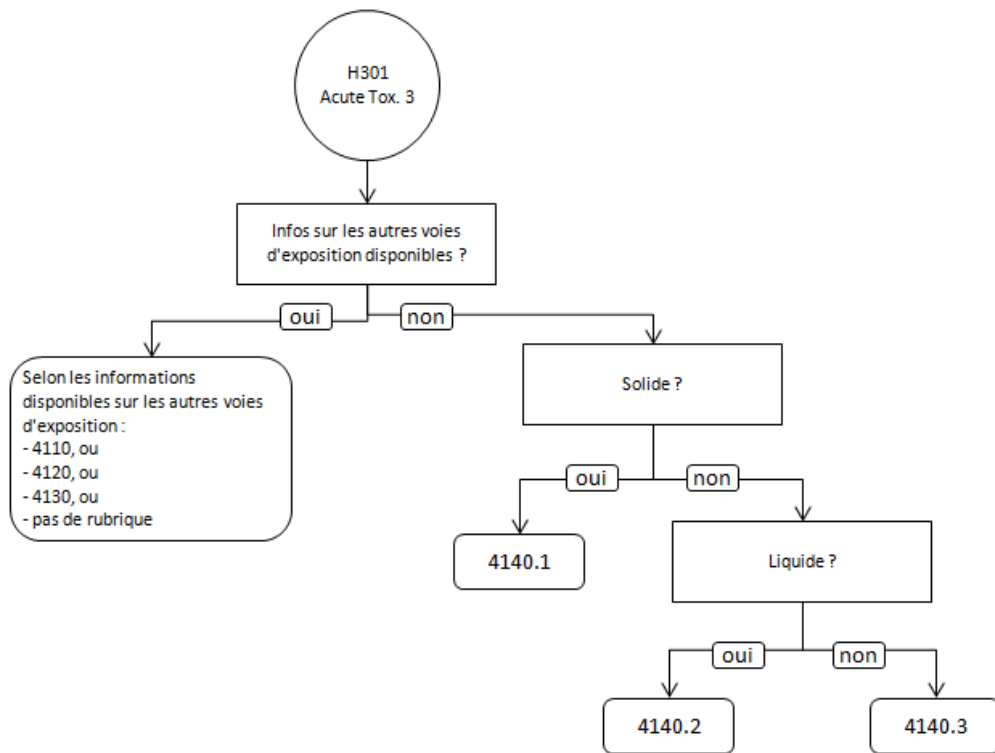 H301
Acute Tox. 3
Infos sur les autres voies
d'exposition disponibles ?
oui
non
Selon les informations
disponibles sur les autres voies
d'exposition :
- 4110, ou
- 4120, ou
- 4130, ou
- pas de rubrique
Solide ?
oui
non
4140.1
Liquide ?
oui
non
4140.2
4140.3